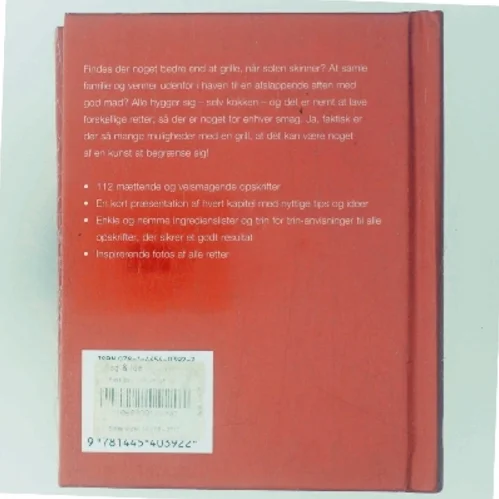 Findes der noget bedre end at grille, når solen skinner? At samle
familie og venner udenfor i haven til en afslappende aften med
god mad? Alle hygger sig – selv kokken – og det er nemt at lave
forskellige retter, så der er noget for enhver smag. Ja, faktisk er
der så mange muligheder med en grill, at det kan være noget
af en kunst at begrænse sig!
• 112 mættende og velsmagende opskrifter
• En kort præsentation af hvert kapitel med nyttige tips og ideer
• Enkle og nemme ingredienslister og trin for trin-anvisninger til alle
opskrifter, der sikrer et godt resultat
• Inspirerende fotos af alle retter
9 781445 403922